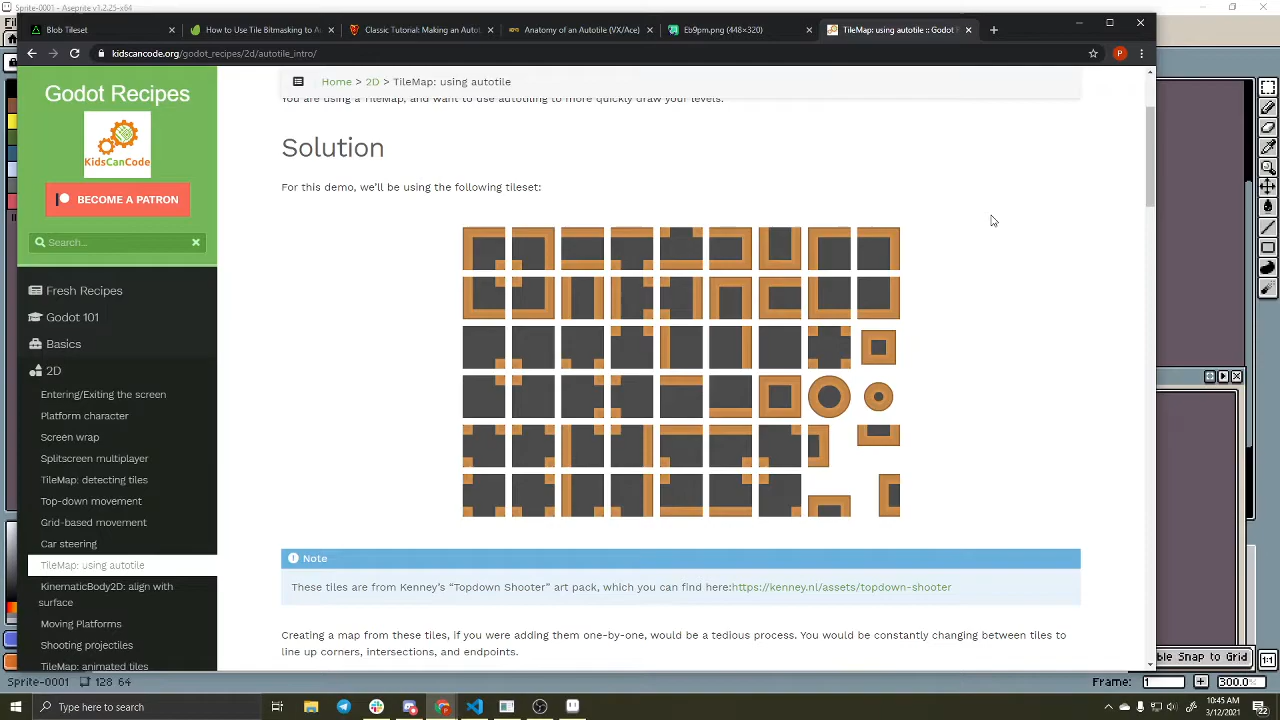 Sprite-0001 - Aseprite v1.2.25-x64
Blob Tileset
How to Use Tile Bitmasking to A
Classic Tutorial: Making an Auto
Anatomy of an Autotile (VX/Ace)
Eb9pm.png (448×320)
TileMap: using autotile :: Godot R
kidscancode.org/godot_recipes/2d/autotile_intro/
P
Godot Recipes
KidsCanCode
BECOME A PATRON
Search...
Fresh Recipes
Godot 101
Basics
2D
Entering/Exiting the screen
Platform character
Screen wrap
Splitscreen multiplayer
TileMap: detecting tiles
Top-down movement
Grid-based movement
Car steering
TileMap: using autotile
KinematicBody2D: align with
surface
Moving Platforms
Shooting projectiles
TileMap: animated tiles
Home > 2D > TileMap: using autotile
You are using a TileMap, and want to use autotiling to more quickly draw your levels.
Solution
For this demo, we'll be using the following tileset:
Note
These tiles are from Kenney's "Topdown Shooter" art pack, which you can find here:https://kenney.nl/assets/topdown-shooter
Creating a map from these tiles, if you were adding them one-by-one, would be a tedious process. You would be constantly changing between tiles to
line up corners, intersections, and endpoints.
ble Snap to Grid
1:1
Sprite-0001
128 64
Frame:
1
300.0%
Type here to search
10:45 AM
3/12/2021